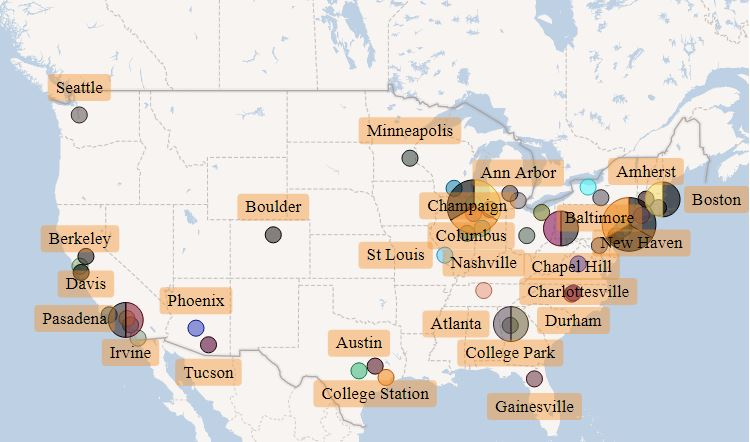 Seattle
Minneapolis
Ann Arbor
Amherst
Boulder
Champaign
Boston
Baltimore
Berkeley
Columbus
New Haven
St Louis
Nashville
Chapel Hill
Davis
Charlottesville
Phoenix
Pasadena
Atlanta
Durham
Irvine
Austin
College Park
Tucson
College Station
Gainesville